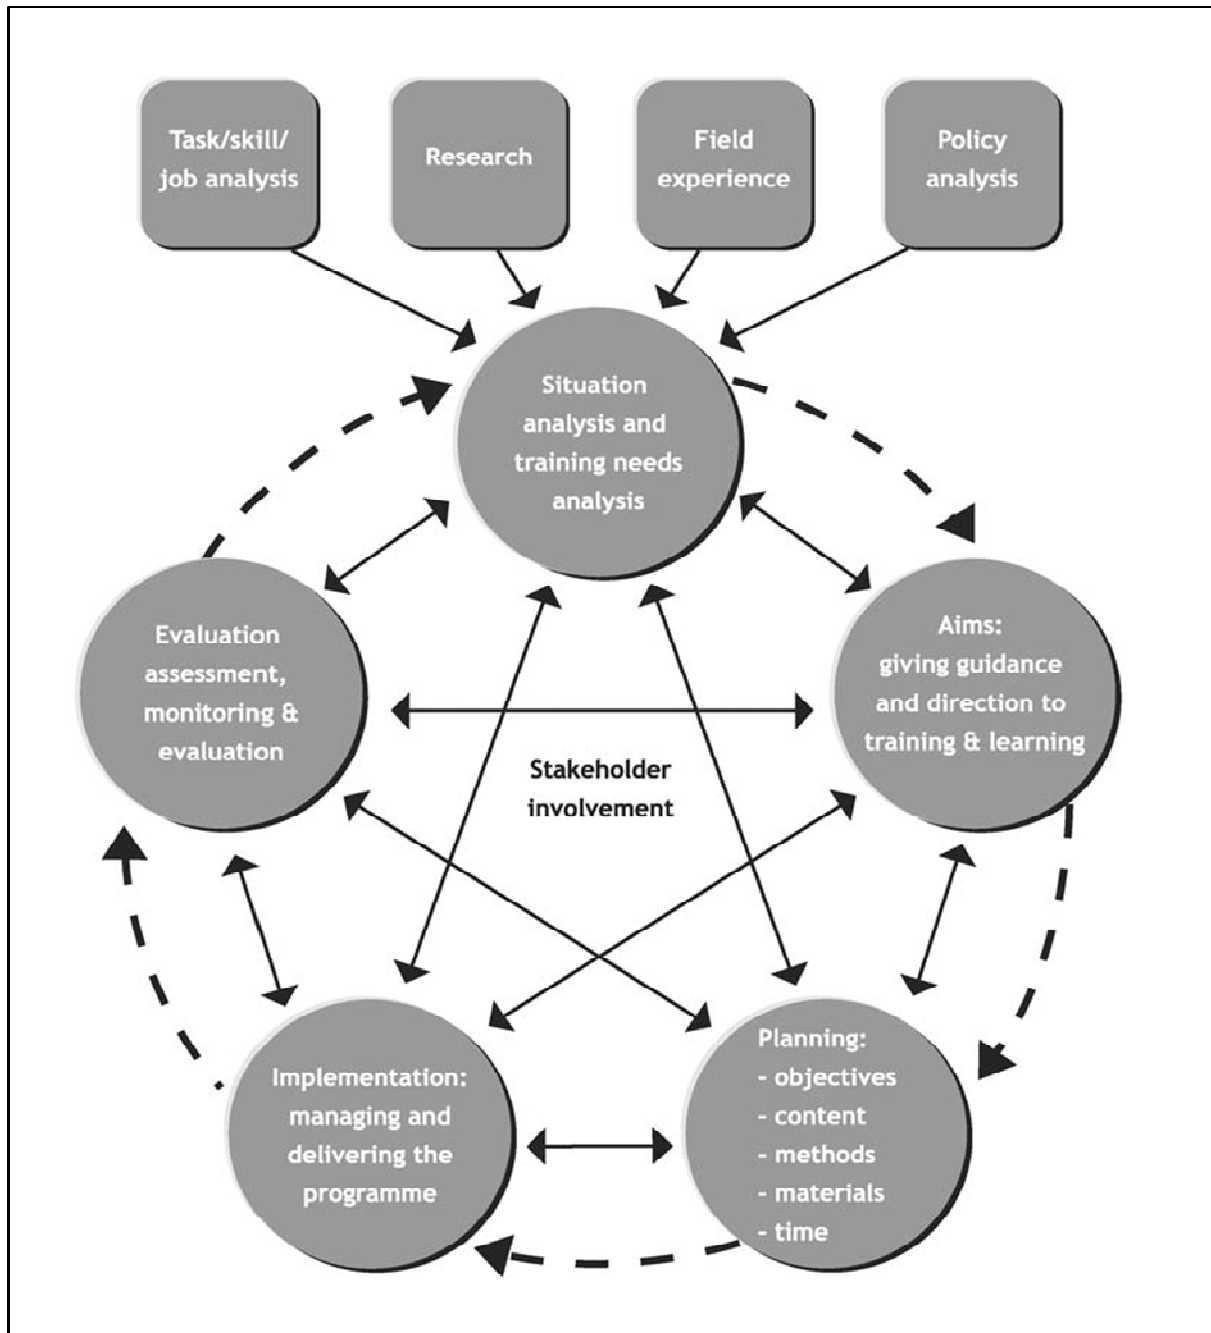 Task/skill/
job analysis
Research
Field
experience
Policy
analysis
Situation
analysis and
training needs
analysis
Evaluation
assessment,
monitoring &
evaluation
Aims:
giving guidance
and direction to
training & learning
Stakeholder
involvement
Implementation:
managing and
delivering the
programme
Planning:
- objectives
- content
- methods
- materials
- time